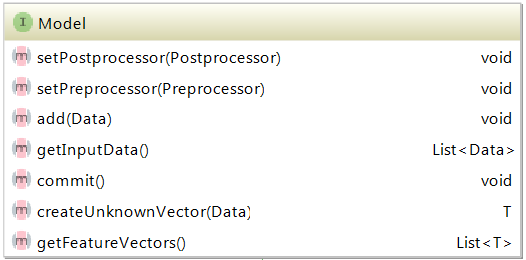 I Model
m setPostprocessor(Postprocessor) void
m setPreprocessor(Preprocessor) void
m add(Data) void
m getInputData() List<Data>
m commit() void
m createUnknownVector(Data) T
m getFeatureVectors() List<T>